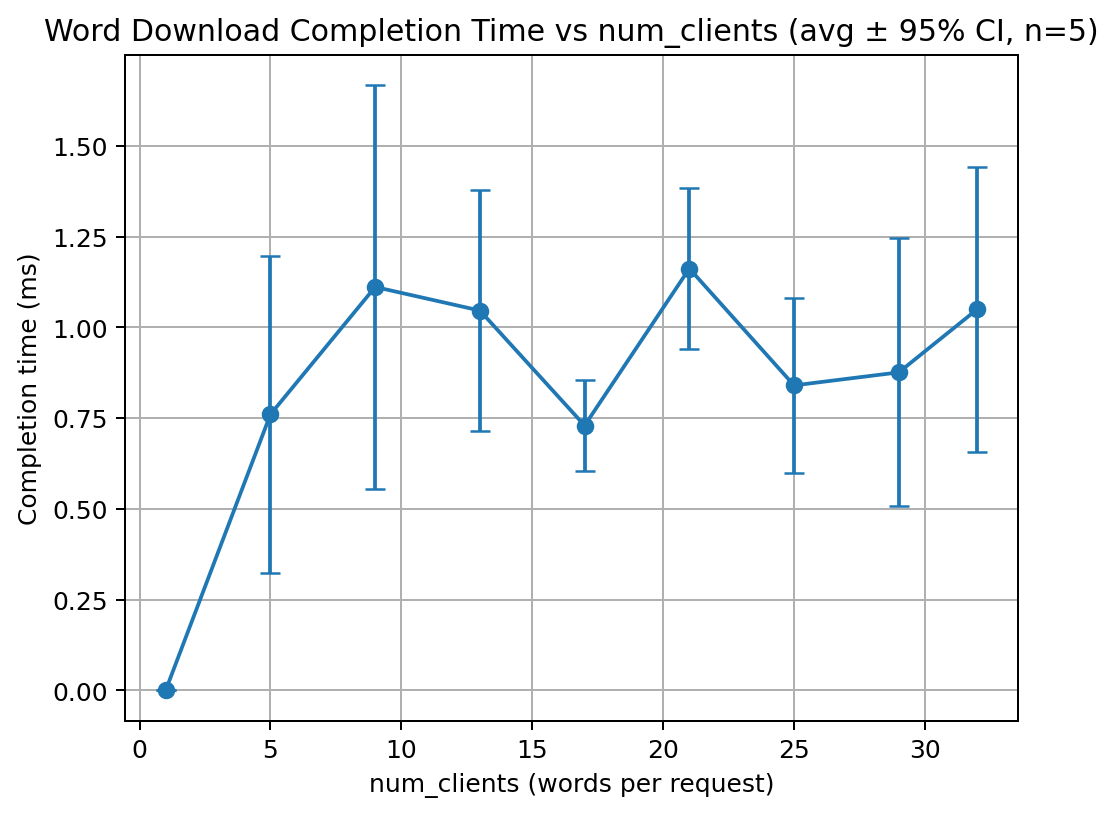 Word Download Completion Time vs num_clients (avg ± 95% CI, n=5)
Completion time (ms)
1.50
1.25
1.00
0.75
0.50
0.25
0.00
0 5 10 15 20 25 30
num_clients (words per request)